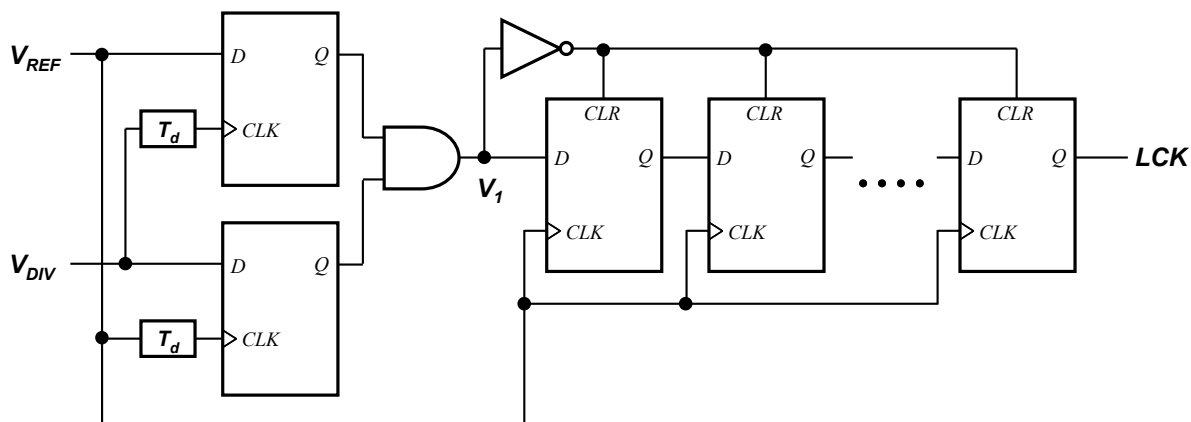 V_REF
D
Q
T_d
CLK
V_DIV
D
Q
T_d
CLK
V_1
CLR
D
Q
CLK
CLR
D
Q
CLK
CLR
D
Q
CLK
LCK